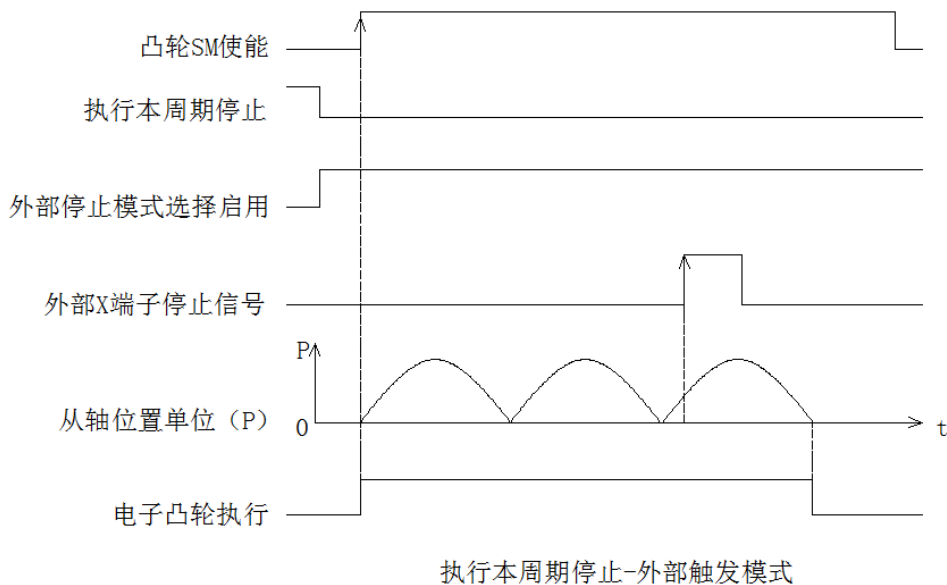 凸轮SM使能
执行本周期停止
外部停止模式选择启用
外部X端子停止信号
P
从轴位置单位（P） 0
t
电子凸轮执行
执行本周期停止-外部触发模式